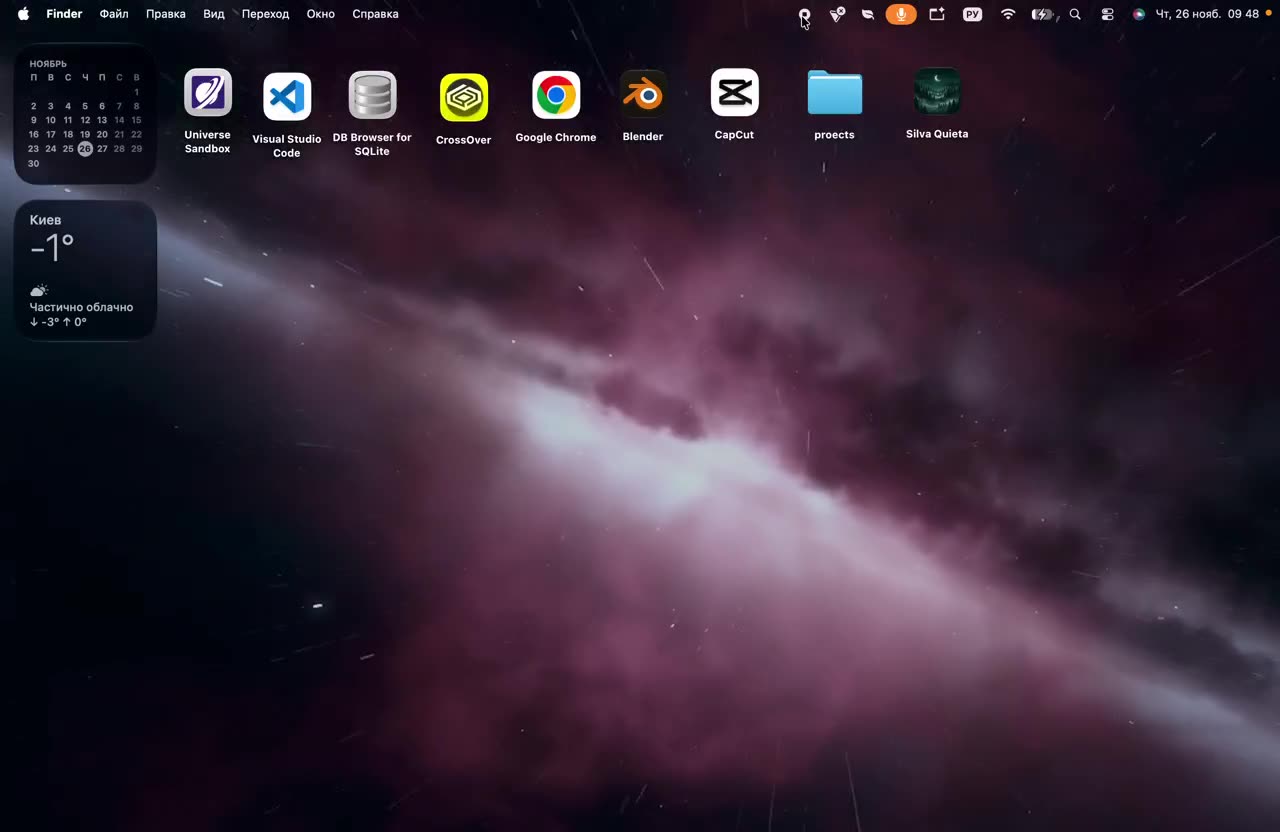 Finder Файл Правка Вид Переход Окно Справка РУ Чт, 26 нояб. 09 48
НОЯБРЬ
П В С Ч П С В
1
2 3 4 5 6 7 8
9 10 11 12 13 14 15
16 17 18 19 20 21 22
23 24 25 26 27 28 29
30
Universe
Sandbox
Visual Studio
Code
DB Browser for
SQLite
CrossOver
Google Chrome
Blender
CapCut
proects
Silva Quieta
Киев
−1°
Частично облачно
↓ -3° ↑ 0°